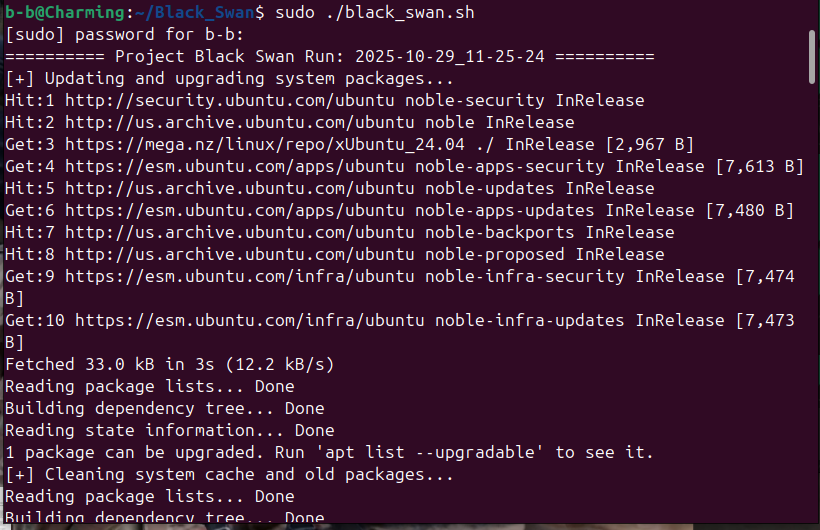 b-b@Charming:~/Black_Swan$ sudo ./black_swan.sh
[sudo] password for b-b:
========== Project Black Swan Run: 2025-10-29_11-25-24 ==========
[+] Updating and upgrading system packages...
Hit:1 http://security.ubuntu.com/ubuntu noble-security InRelease
Hit:2 http://us.archive.ubuntu.com/ubuntu noble InRelease
Get:3 https://mega.nz/linux/repo/xUbuntu_24.04 ./ InRelease [2,967 B]
Get:4 https://esm.ubuntu.com/apps/ubuntu noble-apps-security InRelease [7,613 B]
Hit:5 http://us.archive.ubuntu.com/ubuntu noble-updates InRelease
Get:6 https://esm.ubuntu.com/apps/ubuntu noble-apps-updates InRelease [7,480 B]
Hit:7 http://us.archive.ubuntu.com/ubuntu noble-backports InRelease
Hit:8 http://us.archive.ubuntu.com/ubuntu noble-proposed InRelease
Get:9 https://esm.ubuntu.com/infra/ubuntu noble-infra-security InRelease [7,474
B]
Get:10 https://esm.ubuntu.com/infra/ubuntu noble-infra-updates InRelease [7,473
B]
Fetched 33.0 kB in 3s (12.2 kB/s)
Reading package lists... Done
Building dependency tree... Done
Reading state information... Done
1 package can be upgraded. Run 'apt list --upgradable' to see it.
[+] Cleaning system cache and old packages...
Reading package lists... Done
Building dependency tree... Done